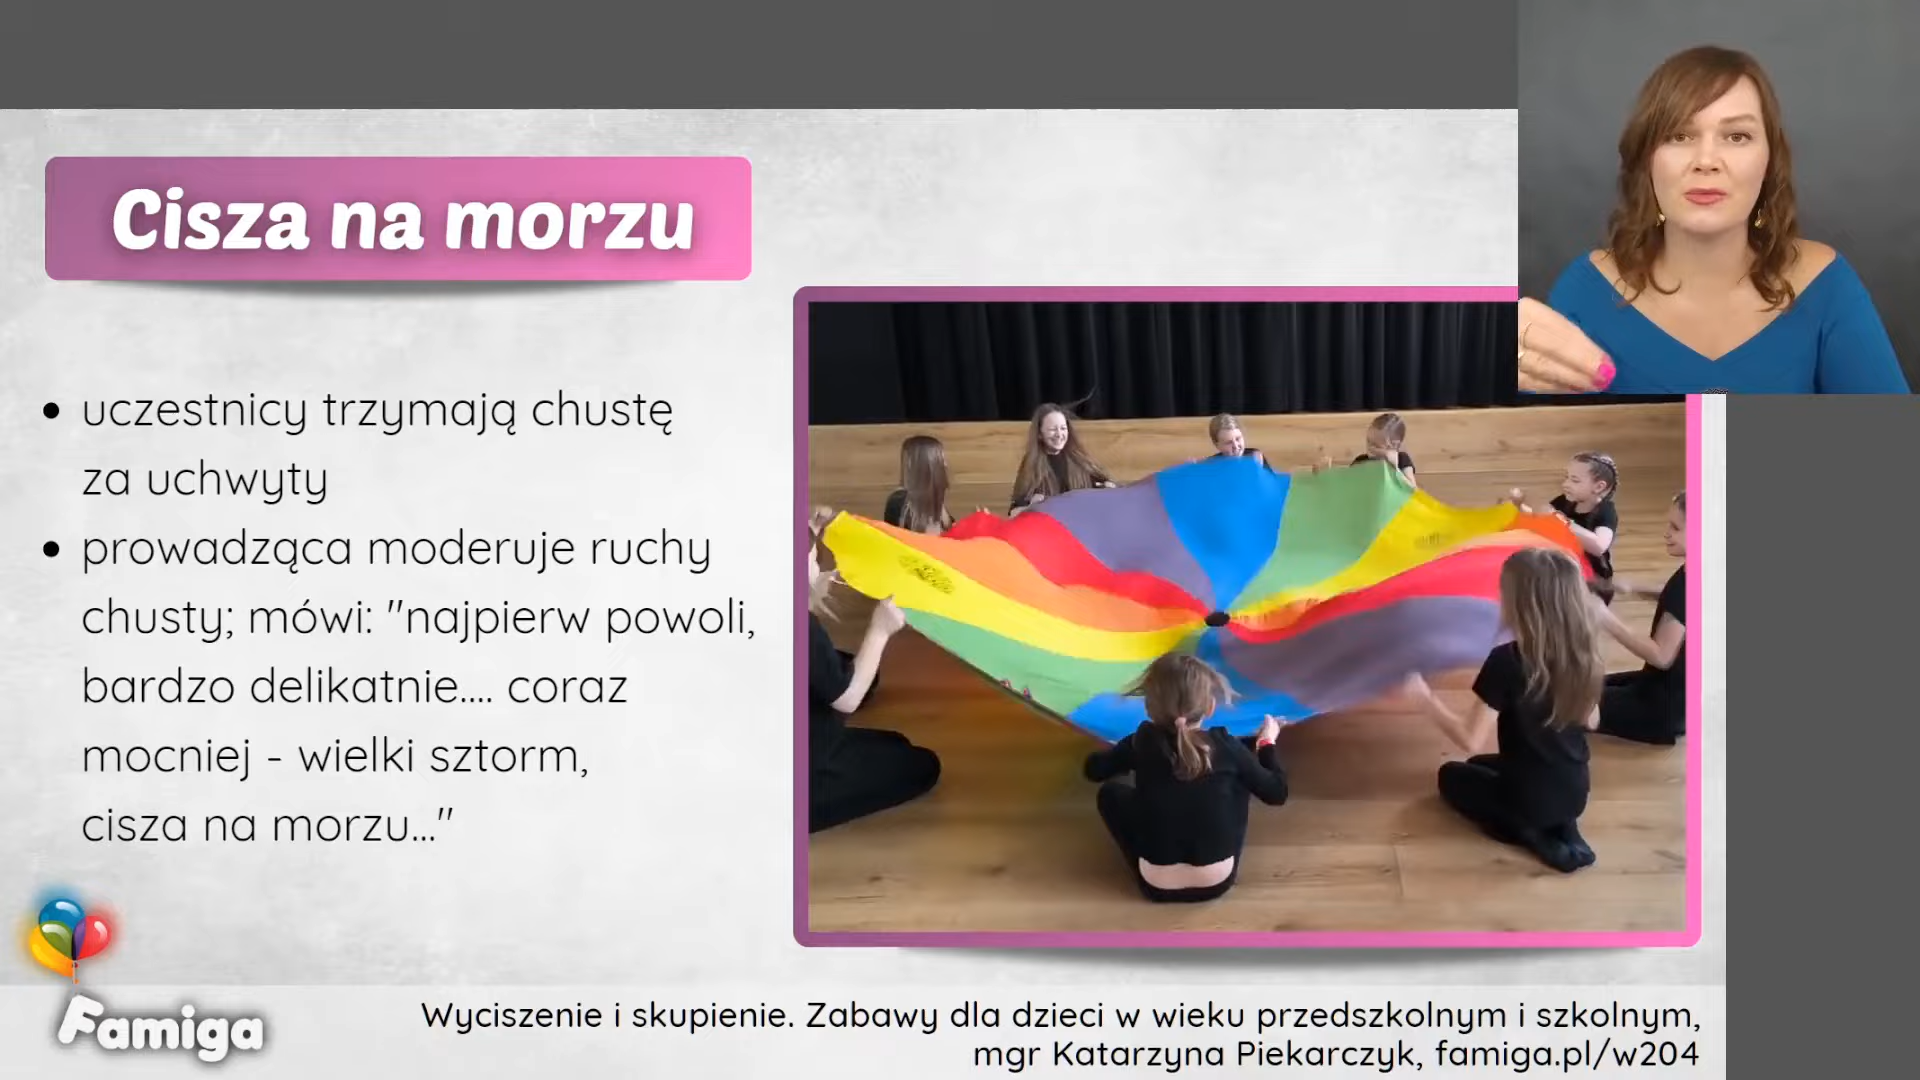 Cisza na morzu
• uczestnicy trzymają chustę
za uchwyty
• prowadząca moderuje ruchy
chusty; mówi: "najpierw powoli,
bardzo delikatnie.... coraz
mocniej - wielki sztorm,
cisza na morzu..."
Famiga
Wyciszenie i skupienie. Zabawy dla dzieci w wieku przedszkolnym i szkolnym,
mgr Katarzyna Piekarczyk, famiga.pl/w204